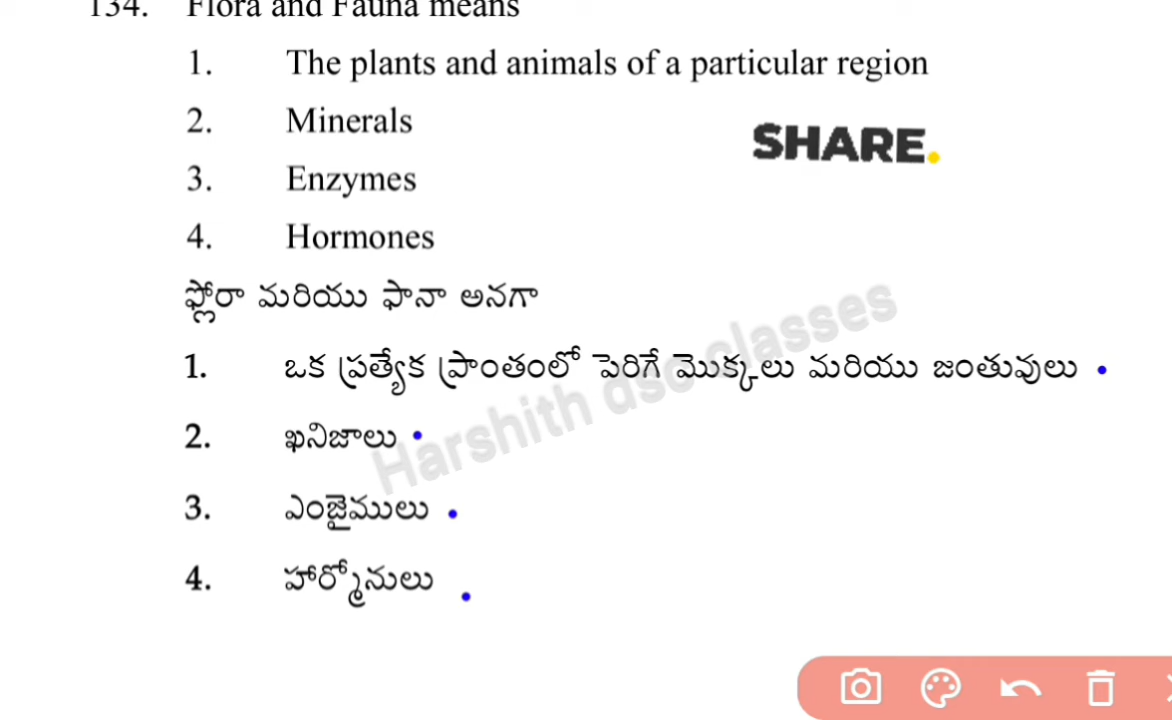 134. Flora and Fauna means
1. The plants and animals of a particular region
2. Minerals
SHARE.
3. Enzymes
4. Hormones
ఫ్లోరా మరియు ఫానా అనగా
1. ఒక ప్రత్యేక ప్రాంతంలో పెరిగే మొక్కలు మరియు జంతువులు
2. ఖనిజాలు
3. ఎంజైములు
4. హార్మోనులు
Harshith dsc classes